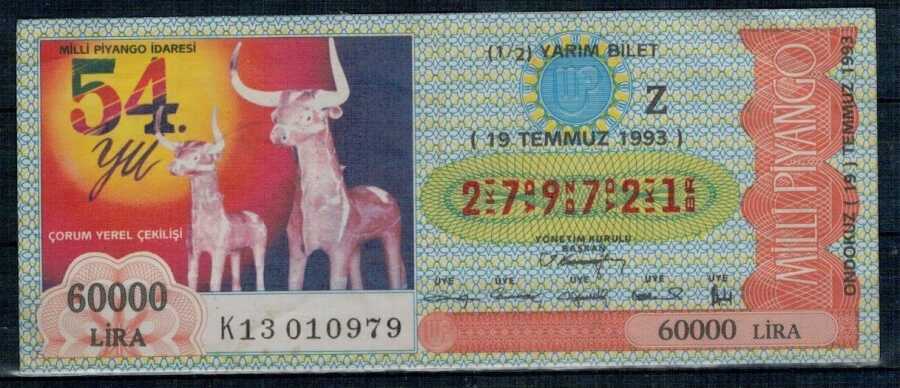 MİLLİ PİYANGO İDARESİ
54.
yıl
ÇORUM YEREL ÇEKİLİŞİ
60000
LİRA
K13 010979
(1/2) YARIM BİLET
Z
( 19 TEMMUZ 1993 )
2 7 9 7 2 1
YÖNETİM KURULU
BAŞKAN
ÜYE ÜYE ÜYE ÜYE ÜYE
60000 LİRA
MİLLİ PİYANGO
ONDOKUZ ( 19 ) TEMMUZ 1993